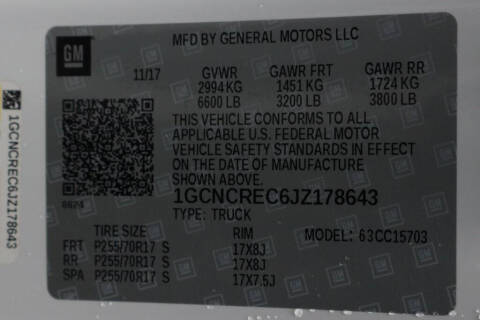 GM
MFD BY GENERAL MOTORS LLC
11/17 GVWR GAWR FRT GAWR RR
2994 KG 1451 KG 1724 KG
6600 LB 3200 LB 3800 LB
THIS VEHICLE CONFORMS TO ALL
APPLICABLE U.S. FEDERAL MOTOR
VEHICLE SAFETY STANDARDS IN EFFECT
ON THE DATE OF MANUFACTURE
SHOWN ABOVE.
1GCNCREC6JZ178643
TYPE: TRUCK
6624
TIRE SIZE RIM MODEL: 63CC15703
FRT P255/70R17 S 17X8J
RR P255/70R17 S 17X8J
SPA P255/70R17 S 17X7.5J
1GCNCREC6JZ178643